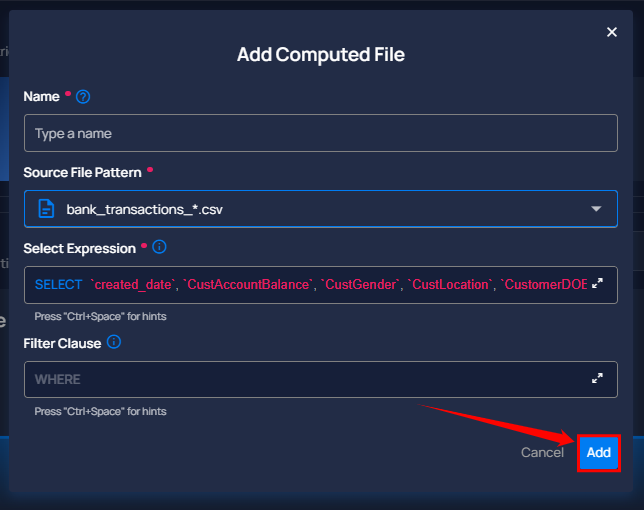 Add Computed File
Name *
Type a name
Source File Pattern *
bank_transactions_*.csv
Select Expression *
SELECT `created_date`, `CustAccountBalance`, `CustGender`, `CustLocation`, `CustomerDOB
Press "Ctrl+Space" for hints
Filter Clause
WHERE
Press "Ctrl+Space" for hints
Cancel Add